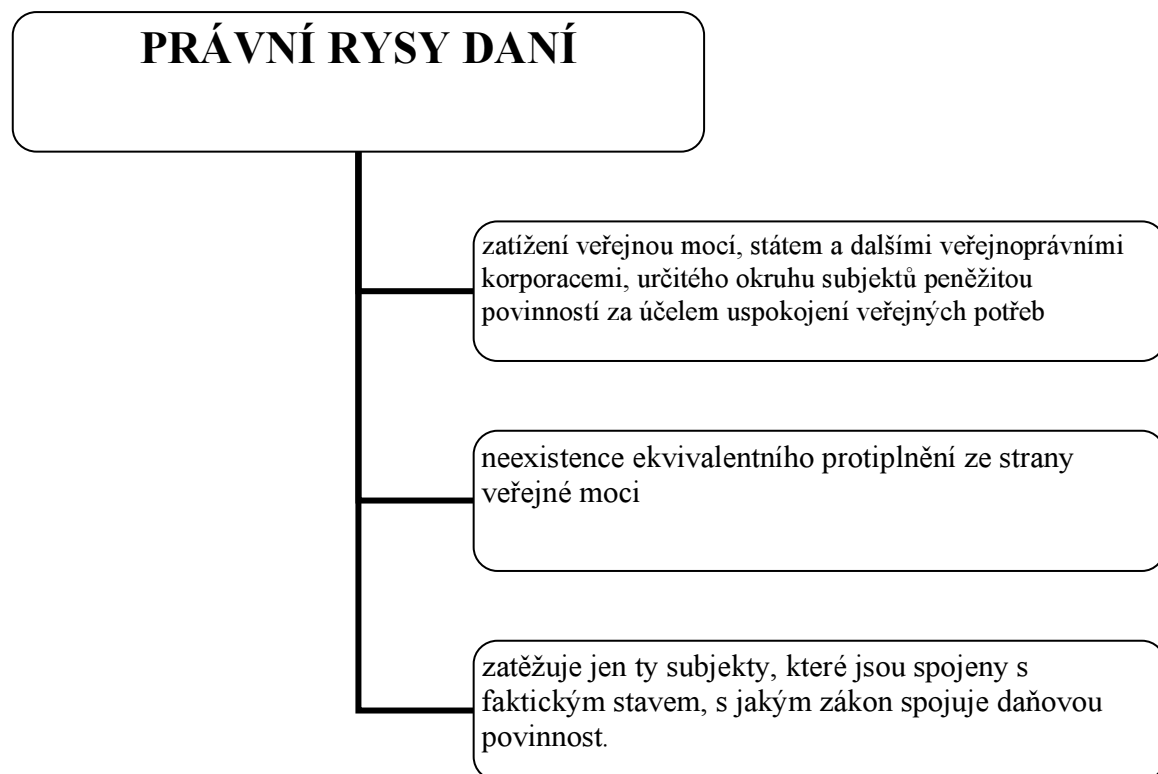 PRÁVNÍ RYSY DANÍ
zatížení veřejnou mocí, státem a dalšími veřejnoprávními
korporacemi, určitého okruhu subjektů peněžitou
povinností za účelem uspokojení veřejných potřeb
neexistence ekvivalentního protiplnění ze strany
veřejné moci
zatěžuje jen ty subjekty, které jsou spojeny s
faktickým stavem, s jakým zákon spojuje daňovou
povinnost.